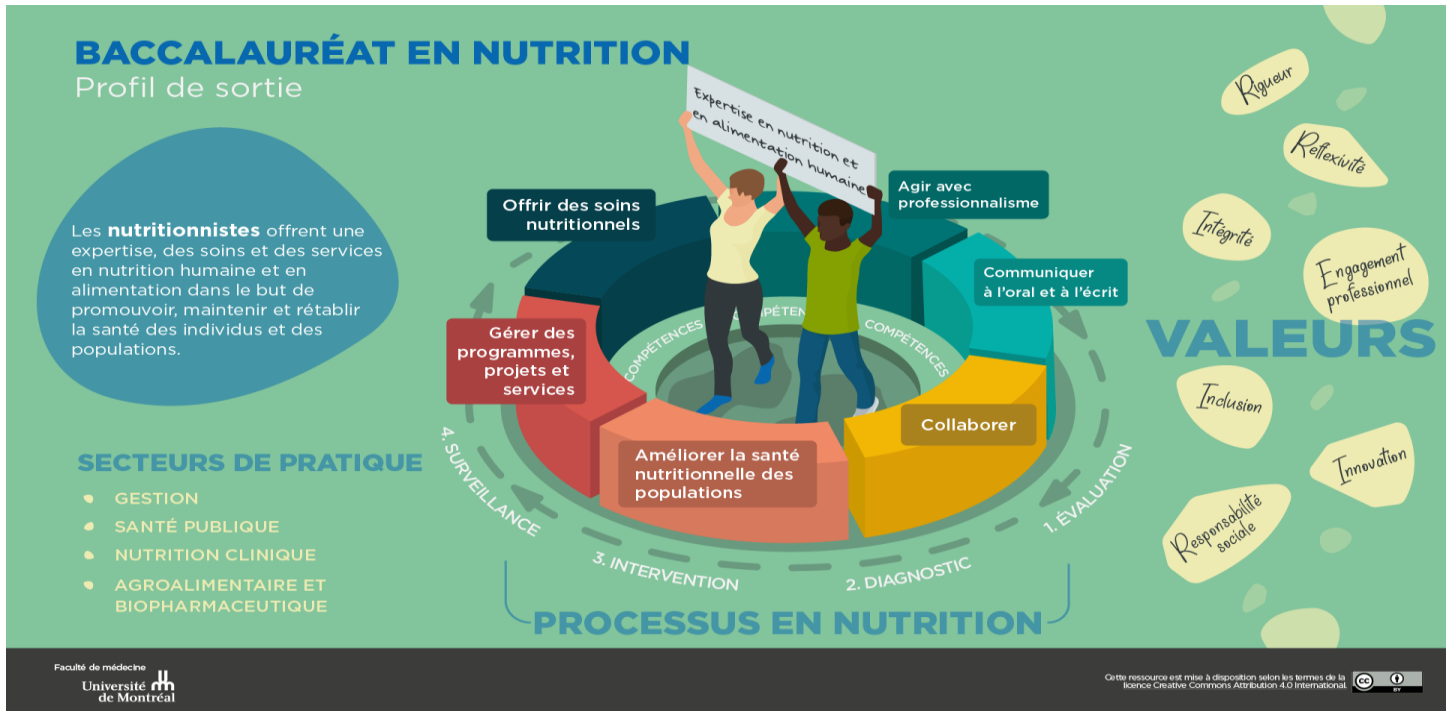 BACCALAURÉAT EN NUTRITION
Profil de sortie
Les nutritionnistes offrent une
expertise, des soins et des services
en nutrition humaine et en
alimentation dans le but de
promouvoir, maintenir et rétablir
la santé des individus et des
populations.
SECTEURS DE PRATIQUE
GESTION
SANTÉ PUBLIQUE
NUTRITION CLINIQUE
AGROALIMENTAIRE ET
BIOPHARMACEUTIQUE
Expertise en nutrition et
en alimentation humaine
Offrir des soins
nutritionnels
Agir avec
professionnalisme
Communiquer
à l'oral et à l'écrit
Gérer des
programmes,
projets et
services
Améliorer la santé
nutritionnelle des
populations
Collaborer
COMPÉTENCES
COMPÉTENCES
1. ÉVALUATION
2. DIAGNOSTIC
3. INTERVENTION
4. SURVEILLANCE
PROCESSUS EN NUTRITION
Rigueur
Reflexivité
Intégrité
Engagement
professionnel
VALEURS
Inclusion
Innovation
Responsabilité
sociale
Faculté de médecine
Université
de Montréal
Cette ressource est mise à disposition selon les termes de la
licence Creative Commons Attribution 4.0 International.
cc
BY